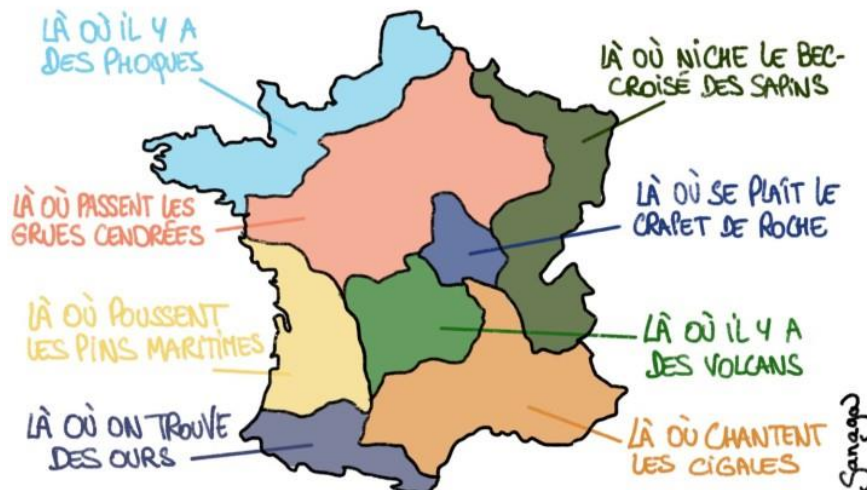 LÀ OÙ IL Y A
DES PHOQUES
LÀ OÙ NICHE LE BEC-
CROISÉ DES SAPINS
LÀ OÙ PASSENT LES
GRUES CENDRÉES
LÀ OÙ SE PLAÎT LE
CRAPET DE ROCHE
LÀ OÙ POUSSENT
LES PINS MARITIMES
LÀ OÙ IL Y A
DES VOLCANS
LÀ OÙ ON TROUVE
DES OURS
LÀ OÙ CHANTENT
LES CIGALES
Sanaga